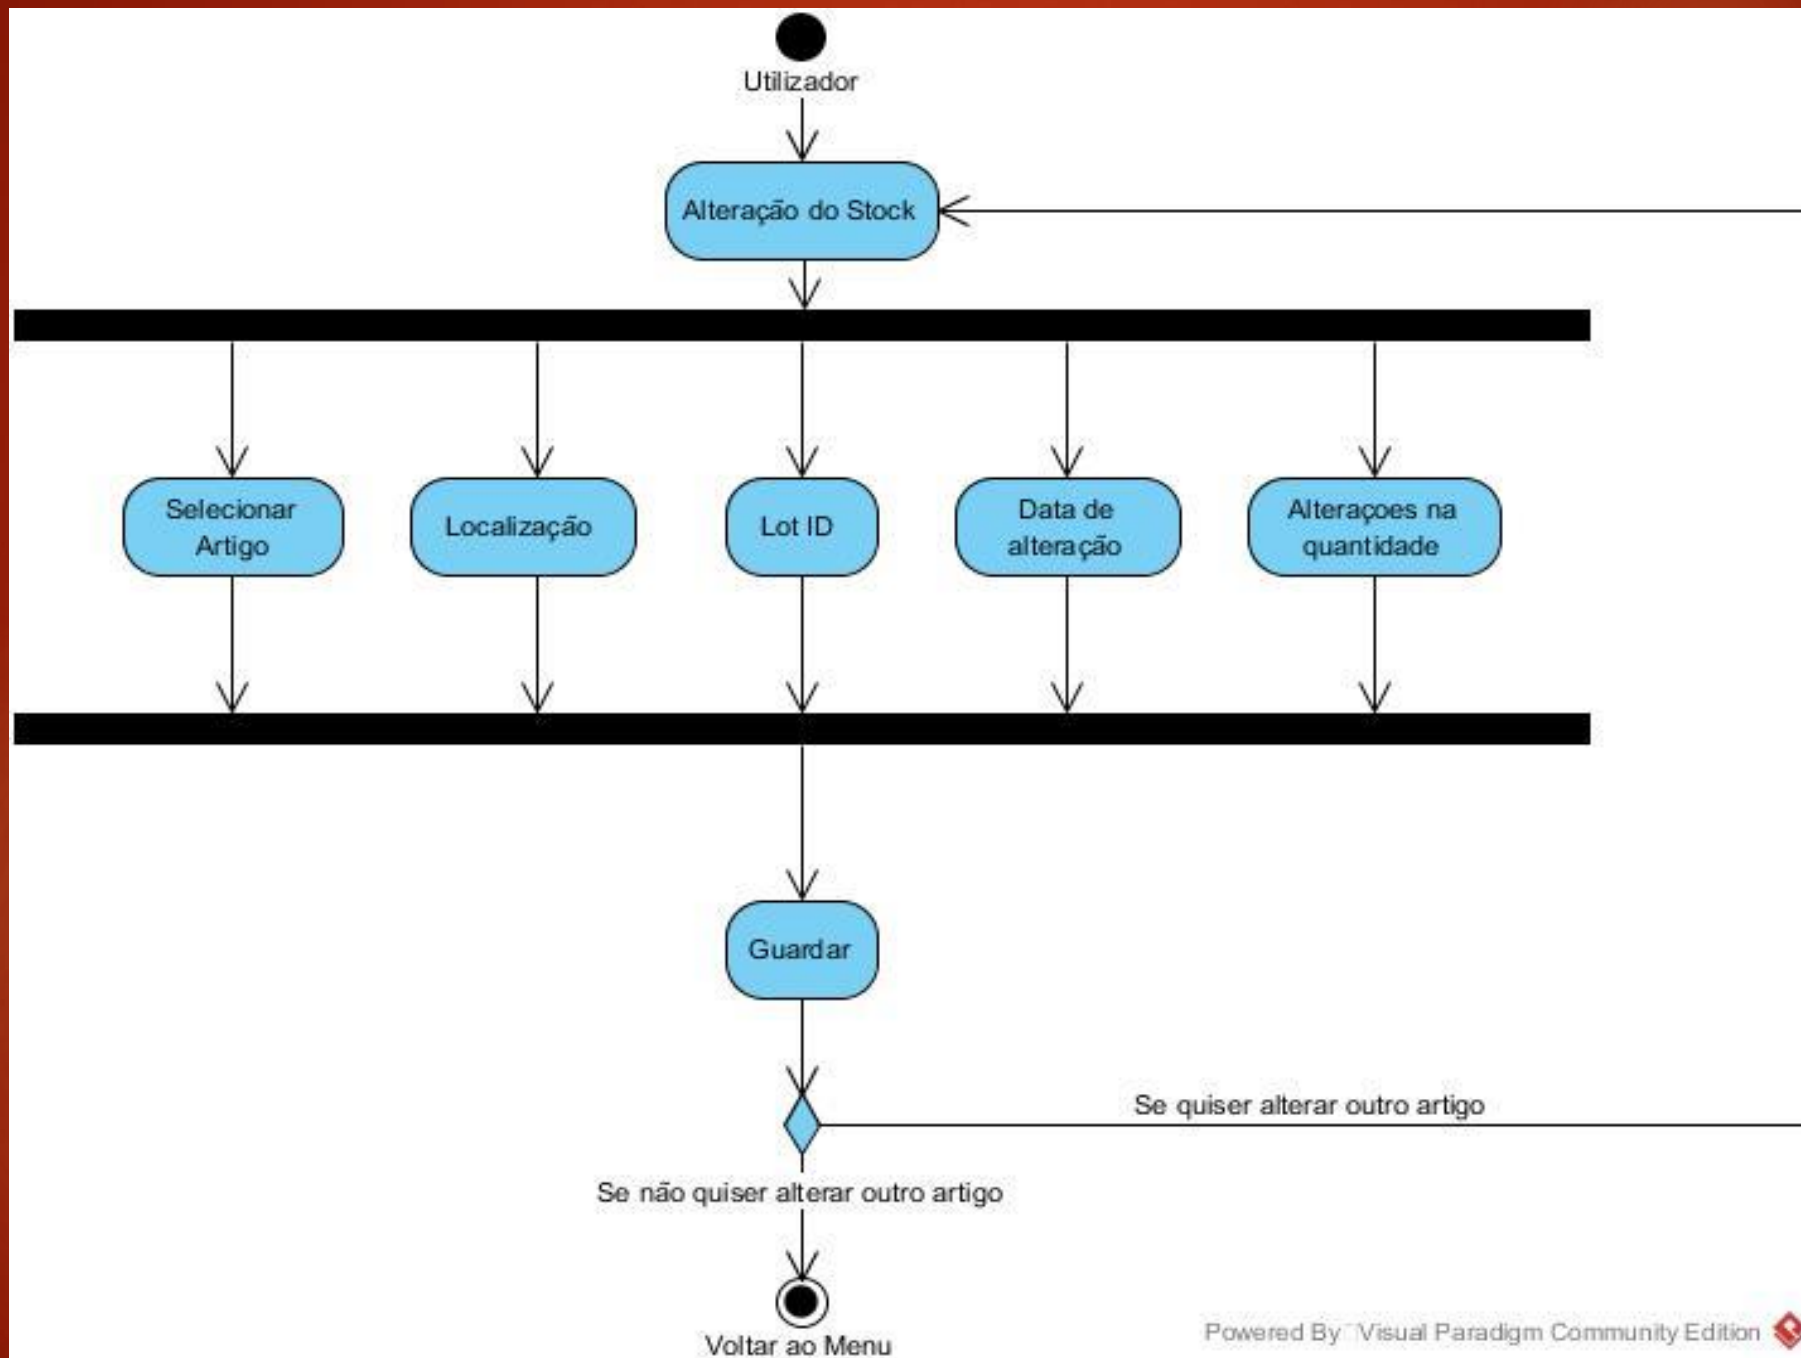 Utilizador
Alteração do Stock
Selecionar
Artigo
Localização
Lot ID
Data de
alteração
Alteraçoes na
quantidade
Guardar
Se quiser alterar outro artigo
Se não quiser alterar outro artigo
Voltar ao Menu
Powered By Visual Paradigm Community Edition